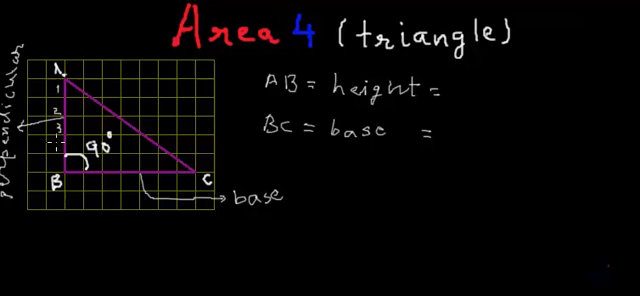 Area 4 (triangle)
A
1
2
3
90°
B
C
perpendicular
base
AB = height =
BC = base =